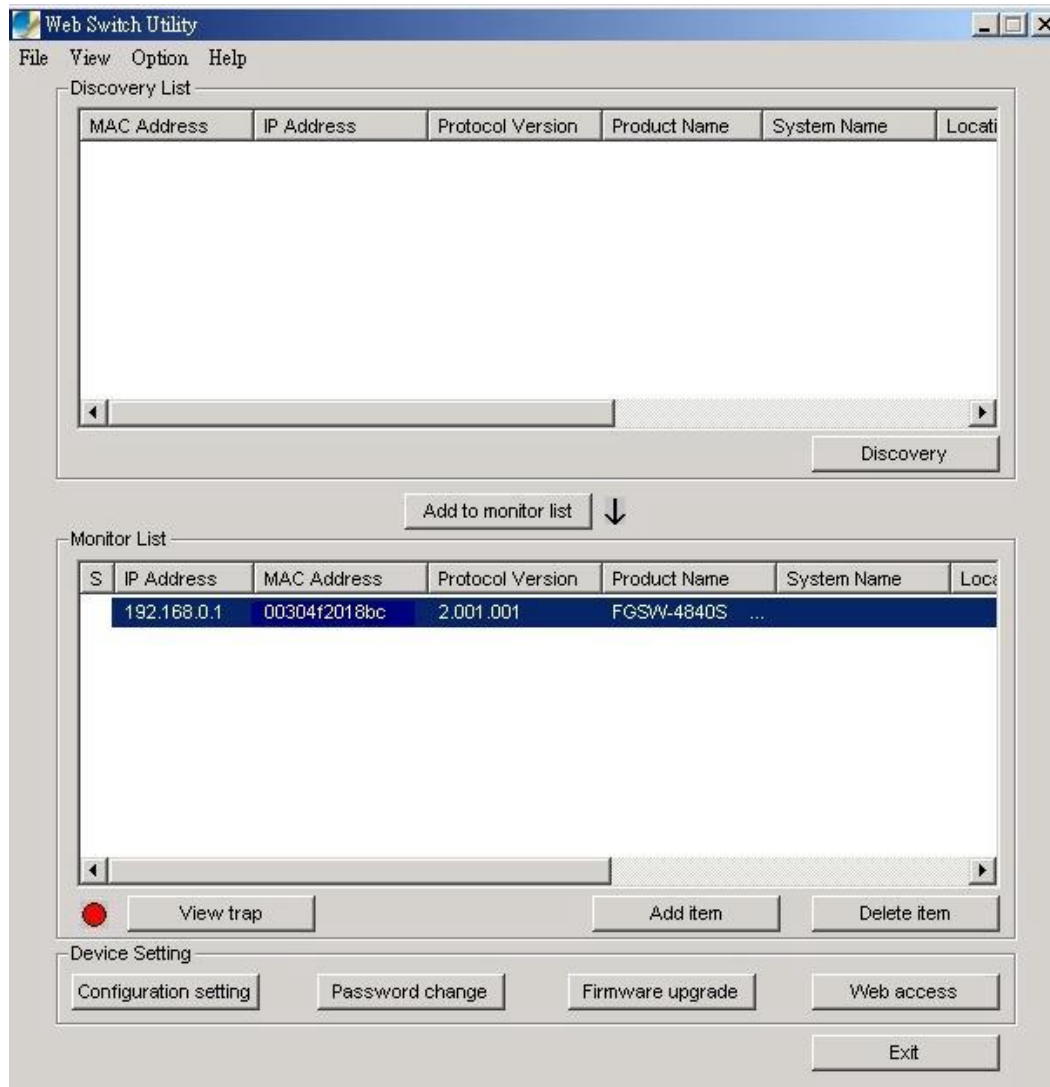 Web Switch Utility
File View Option Help
Discovery List
MAC Address IP Address Protocol Version Product Name System Name Locati
Discovery
Add to monitor list ↓
Monitor List
S IP Address MAC Address Protocol Version Product Name System Name Loca
192.168.0.1 00304f2018bc 2.001.001 FGSW-4840S ...
View trap Add item Delete item
Device Setting
Configuration setting Password change Firmware upgrade Web access
Exit